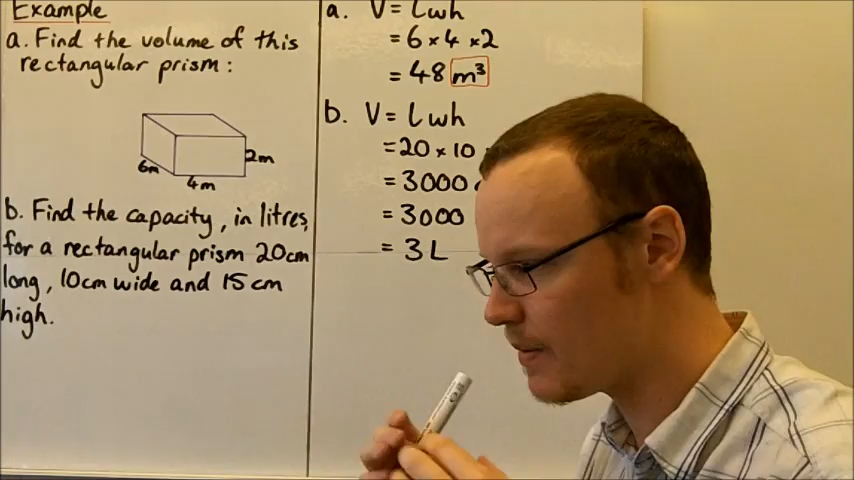 Example
a. Find the volume of this
rectangular prism:
6m
4m
2m
b. Find the capacity, in litres,
for a rectangular prism 20cm
long, 10cm wide and 15cm
high.
a. V = lwh
= 6 × 4 × 2
= 48 m³
b. V = lwh
= 20 × 10
= 3000
= 3000
= 3 L